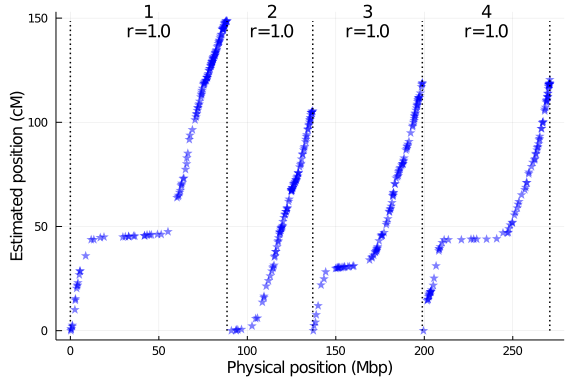 1 2 3 4
r=1.0 r=1.0 r=1.0 r=1.0
150
100
50
0
Estimated position (cM)
0 50 100 150 200 250
Physical position (Mbp)